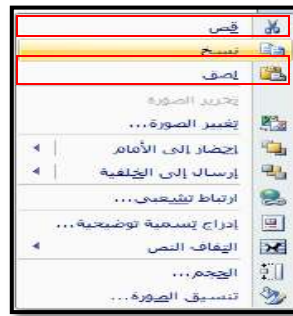 قص
نسخ
لصق
تحرير الصورة
تغيير الصورة...
إحضار إلى الأمام
إرسال إلى الخلفية
ارتباط تشعبي...
إدراج تسمية توضيحية...
التفاف النص
الحجم...
تنسيق الصورة...